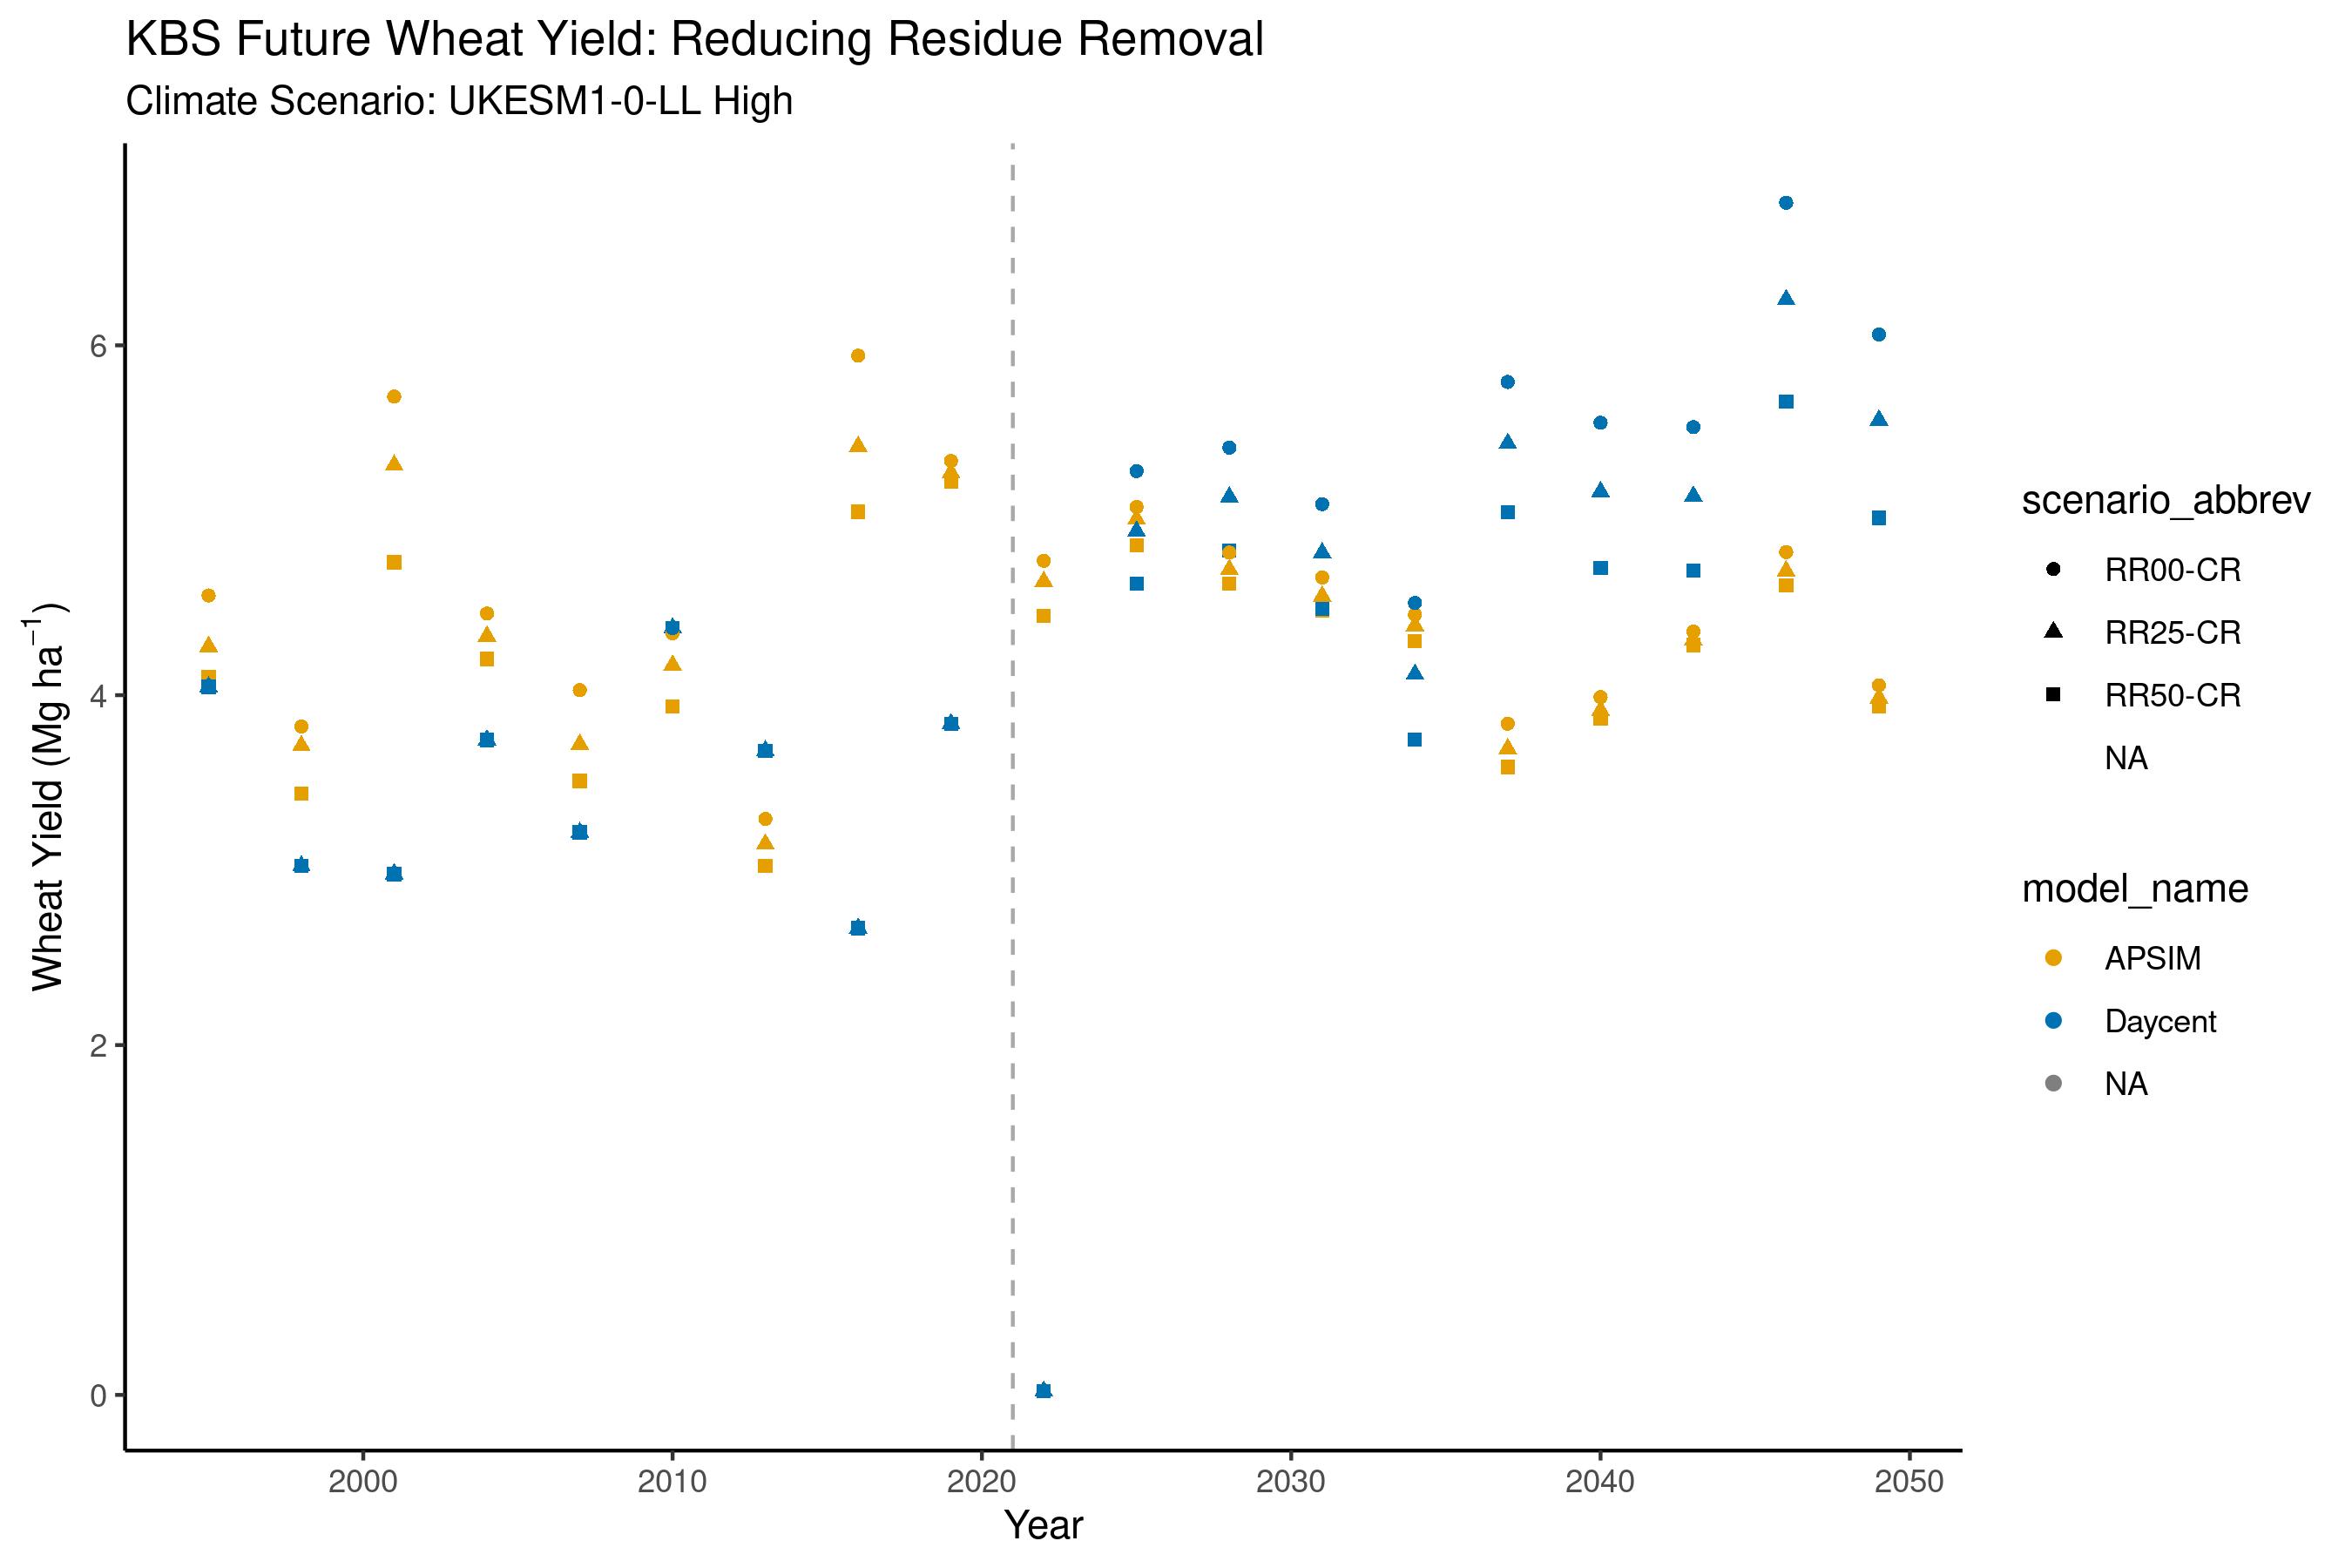 KBS Future Wheat Yield: Reducing Residue Removal
Climate Scenario: UKESM1-0-LL High
Wheat Yield (Mg ha⁻¹)
6
4
2
0
2000 2010 2020 2030 2040 2050
Year
scenario_abbrev
RR00-CR
RR25-CR
RR50-CR
NA
model_name
APSIM
Daycent
NA